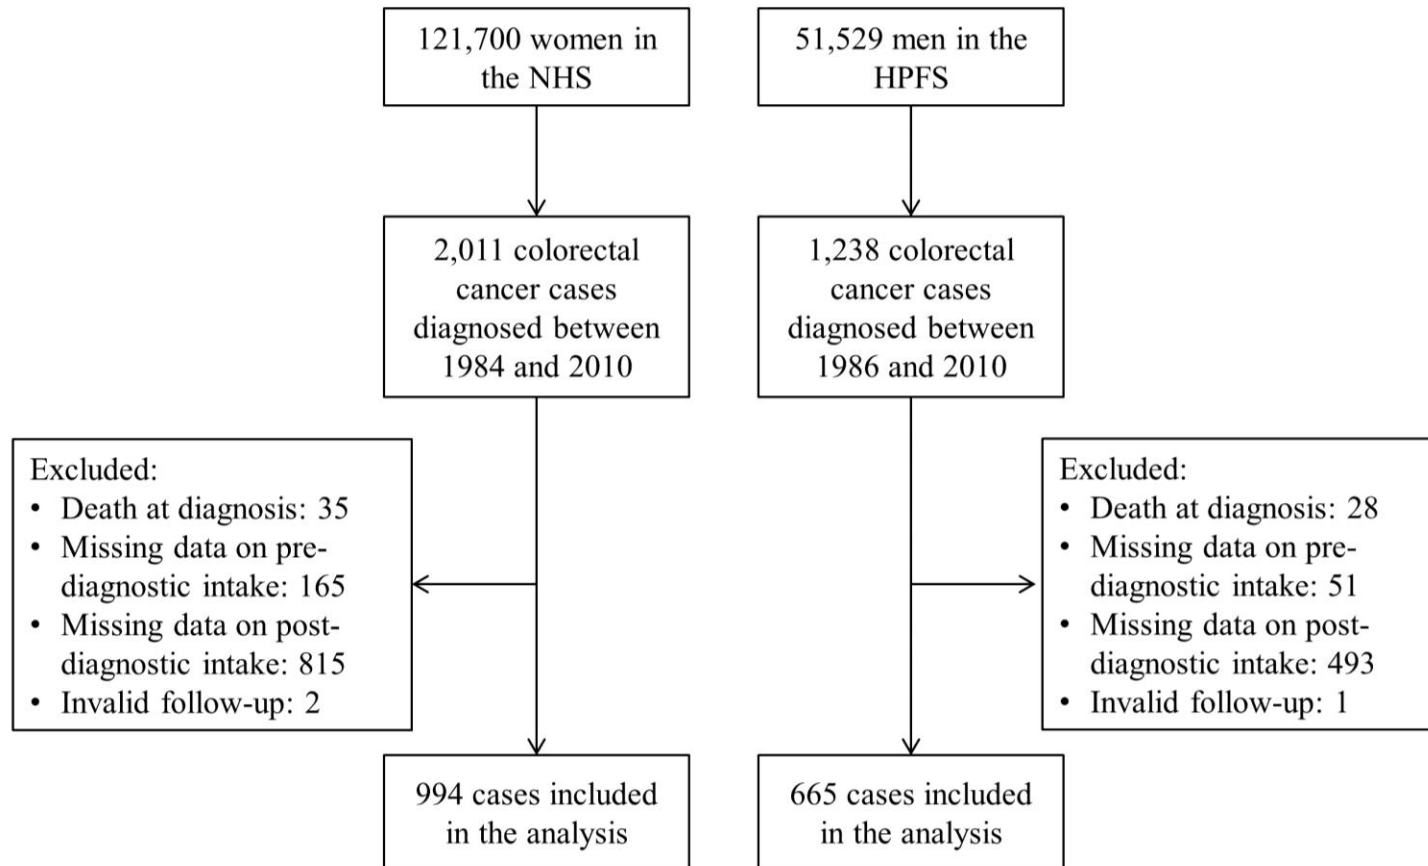 121,700 women in
the NHS
51,529 men in the
HPFS
2,011 colorectal
cancer cases
diagnosed between
1984 and 2010
1,238 colorectal
cancer cases
diagnosed between
1986 and 2010
Excluded:
• Death at diagnosis: 35
• Missing data on pre-
diagnostic intake: 165
• Missing data on post-
diagnostic intake: 815
• Invalid follow-up: 2
Excluded:
• Death at diagnosis: 28
• Missing data on pre-
diagnostic intake: 51
• Missing data on post-
diagnostic intake: 493
• Invalid follow-up: 1
994 cases included
in the analysis
665 cases included
in the analysis